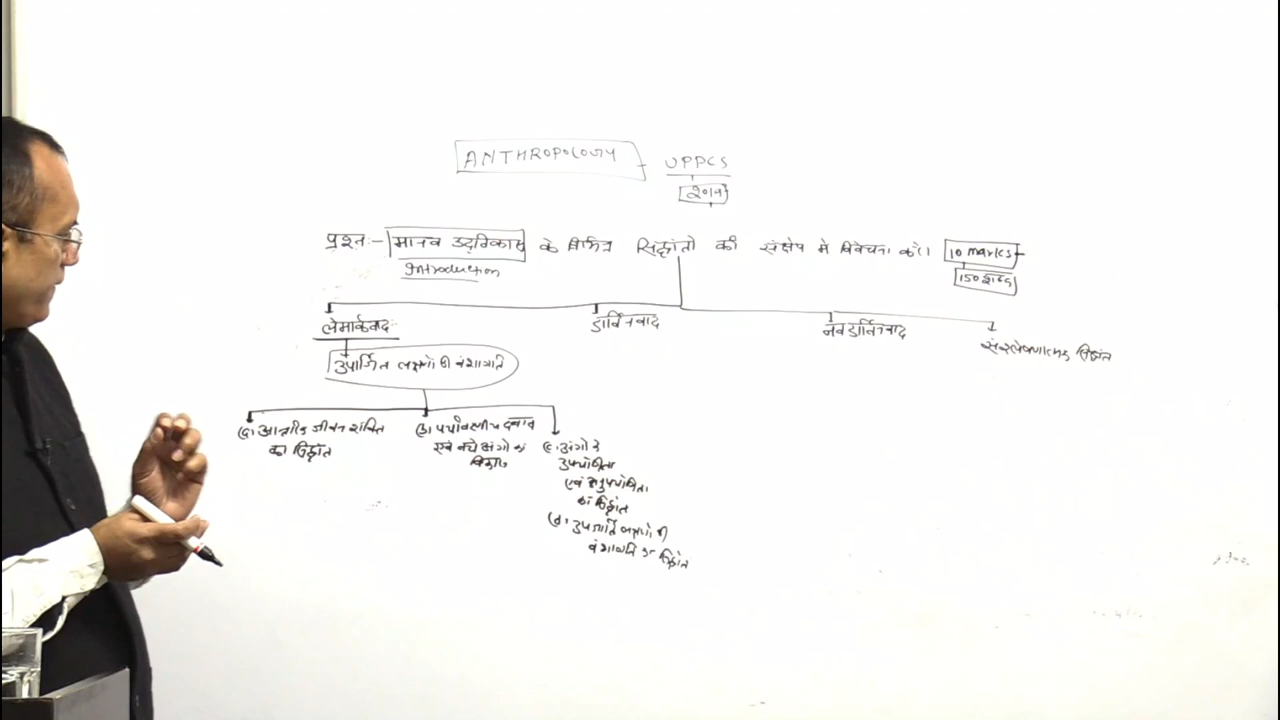 ANTHROPOLOGY - UPPCS
2019
प्रश्न:- मानव उद्विकास के विभिन्न सिद्धांतो की संक्षेप मे विवेचना करे। 10 marks
Introduction
150 शब्द
लेमार्कवाद:- डार्विनवाद नवडार्विनवाद संश्लेषणात्मक सिद्धांत
उपार्जित लक्षणो की वंशागति
(a) आन्तरिक जीवन शक्ति
का सिद्धांत
(b) पर्यावरणीय दबाव
एवं नये अंगो का
विकास
(c) अंगो के
उपयोगिता
एवं अनुपयोगिता
का सिद्धांत
(d) उपार्जित लक्षणो की
वंशागति का सिद्धांत